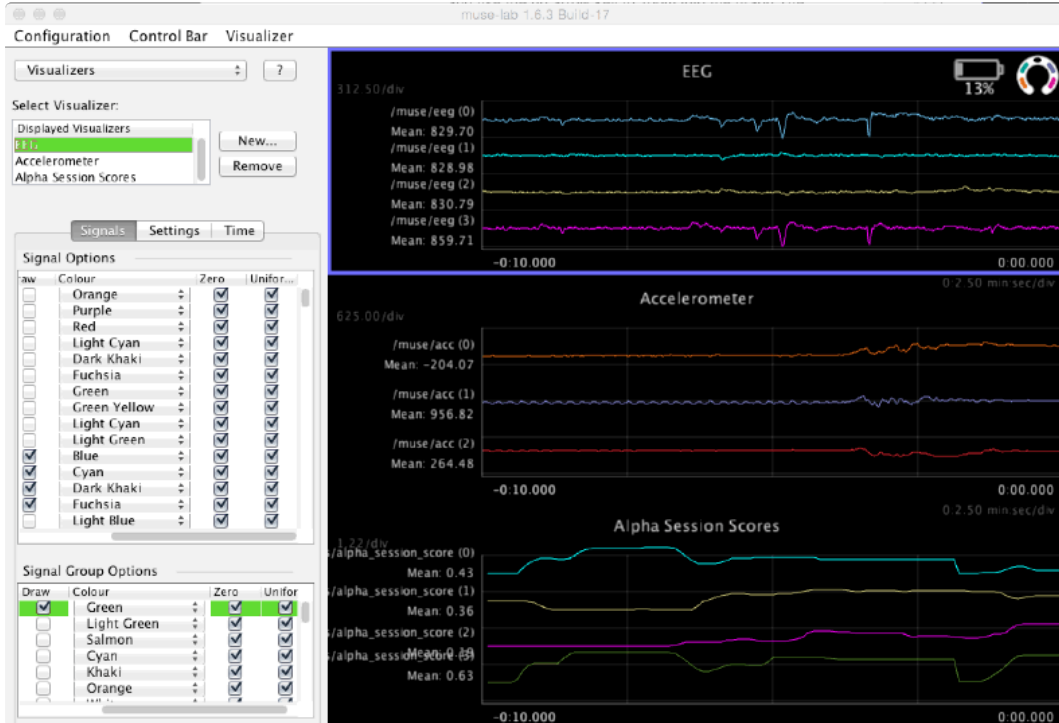 muse-lab 1.6.3 Build-17
Configuration Control Bar Visualizer
Visualizers ?
Select Visualizer:
Displayed Visualizers
EEG
Accelerometer
Alpha Session Scores
New...
Remove
Signals Settings Time
Signal Options
raw Colour Zero Unifor...
Orange
Purple
Red
Light Cyan
Dark Khaki
Fuchsia
Green
Green Yellow
Light Cyan
Light Green
Blue
Cyan
Dark Khaki
Fuchsia
Light Blue
Signal Group Options
Draw Colour Zero Unifor
Green
Light Green
Salmon
Cyan
Khaki
Orange
EEG
13%
312.50/div
/muse/eeg (0)
Mean: 829.70
/muse/eeg (1)
Mean: 828.98
/muse/eeg (2)
Mean: 830.79
/muse/eeg (3)
Mean: 859.71
-0:10.000 0:00.000
0:2.50 min:sec/div
Accelerometer
625.00/div
/muse/acc (0)
Mean: -204.07
/muse/acc (1)
Mean: 956.82
/muse/acc (2)
Mean: 264.48
-0:10.000 0:00.000
0:2.50 min:sec/div
Alpha Session Scores
1.22/div
s/alpha_session_score (0)
Mean: 0.43
s/alpha_session_score (1)
Mean: 0.36
s/alpha_session_score (2)
Mean: 0.19
s/alpha_session_score (3)
Mean: 0.63
-0:10.000 0:00.000